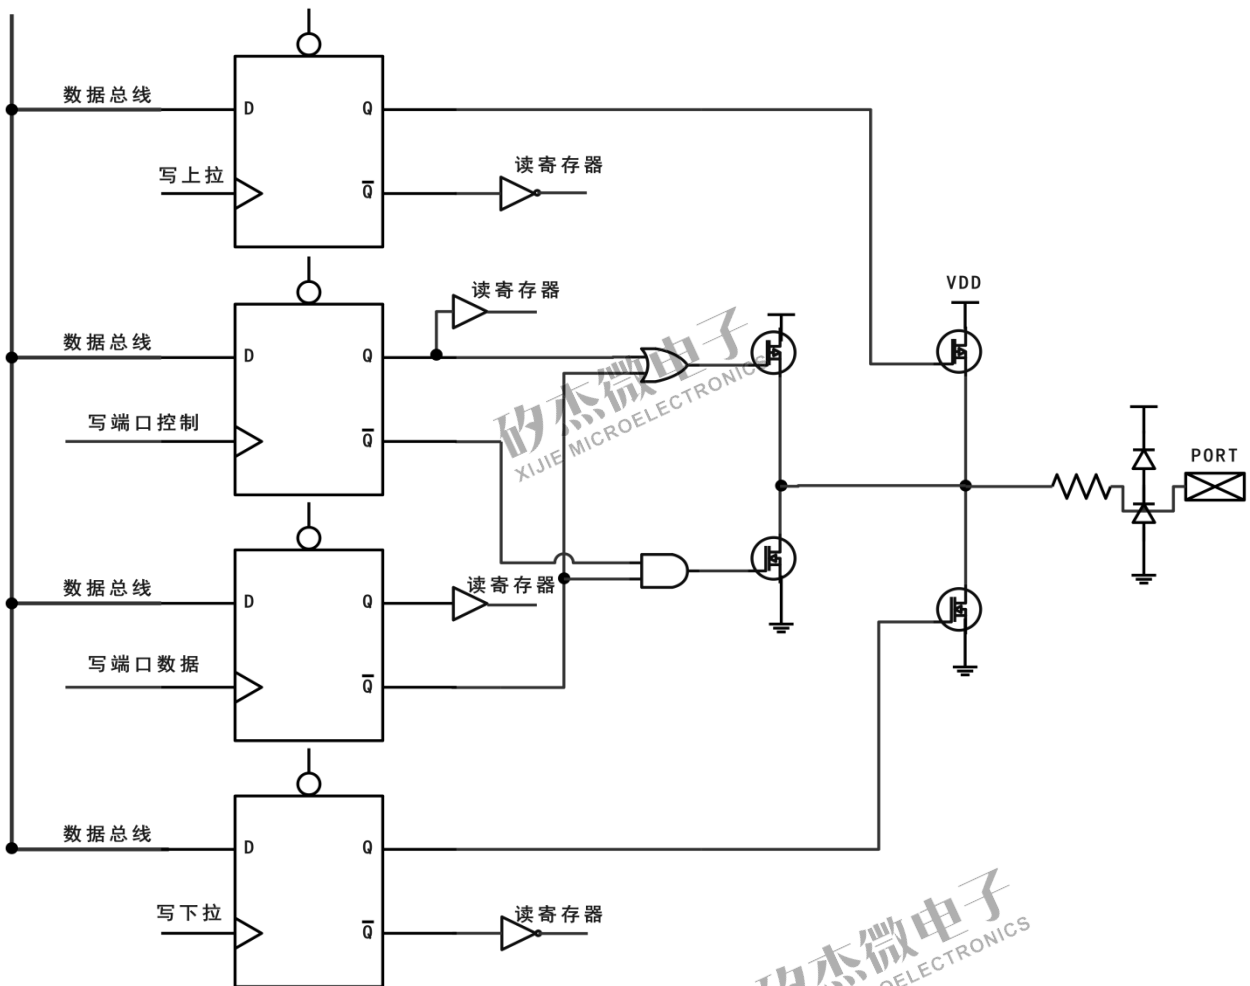 数据总线
D
Q
写上拉
Q
读寄存器
读寄存器
VDD
数据总线
D
Q
写端口控制
Q
矽杰微电子
XIJIE MICROELECTRONICS
PORT
数据总线
D
Q
读寄存器
写端口数据
Q
数据总线
D
Q
写下拉
Q
读寄存器
矽杰微电子
OELECTRONICS